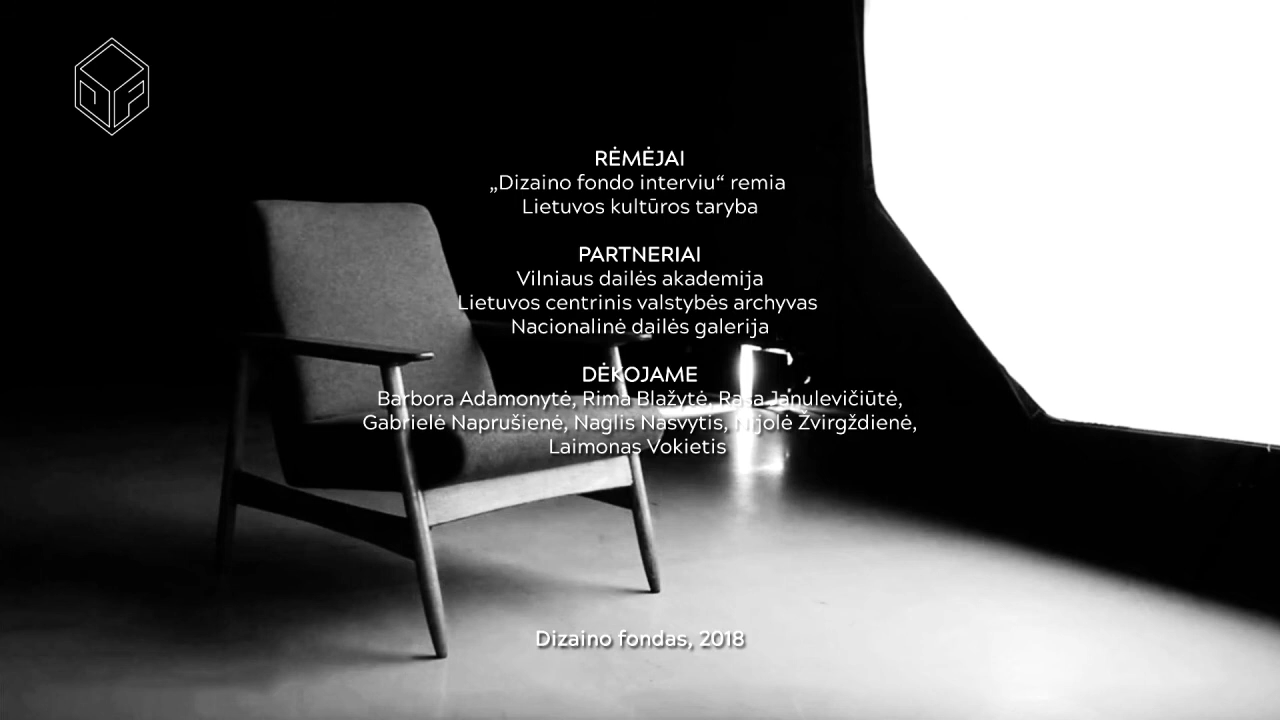 RĖMĖJAI
„Dizaino fondo interviu“ remia
Lietuvos kultūros taryba
PARTNERIAI
Vilniaus dailės akademija
Lietuvos centrinis valstybės archyvas
Nacionalinė dailės galerija
DĖKOJAME
Barbora Adamonytė, Rima Blažytė, Rasa Janulevičiūtė,
Gabrielė Naprušienė, Naglis Nasvytis, Nijolė Žvirgždienė,
Laimonas Vokietis
Dizaino fondas, 2018